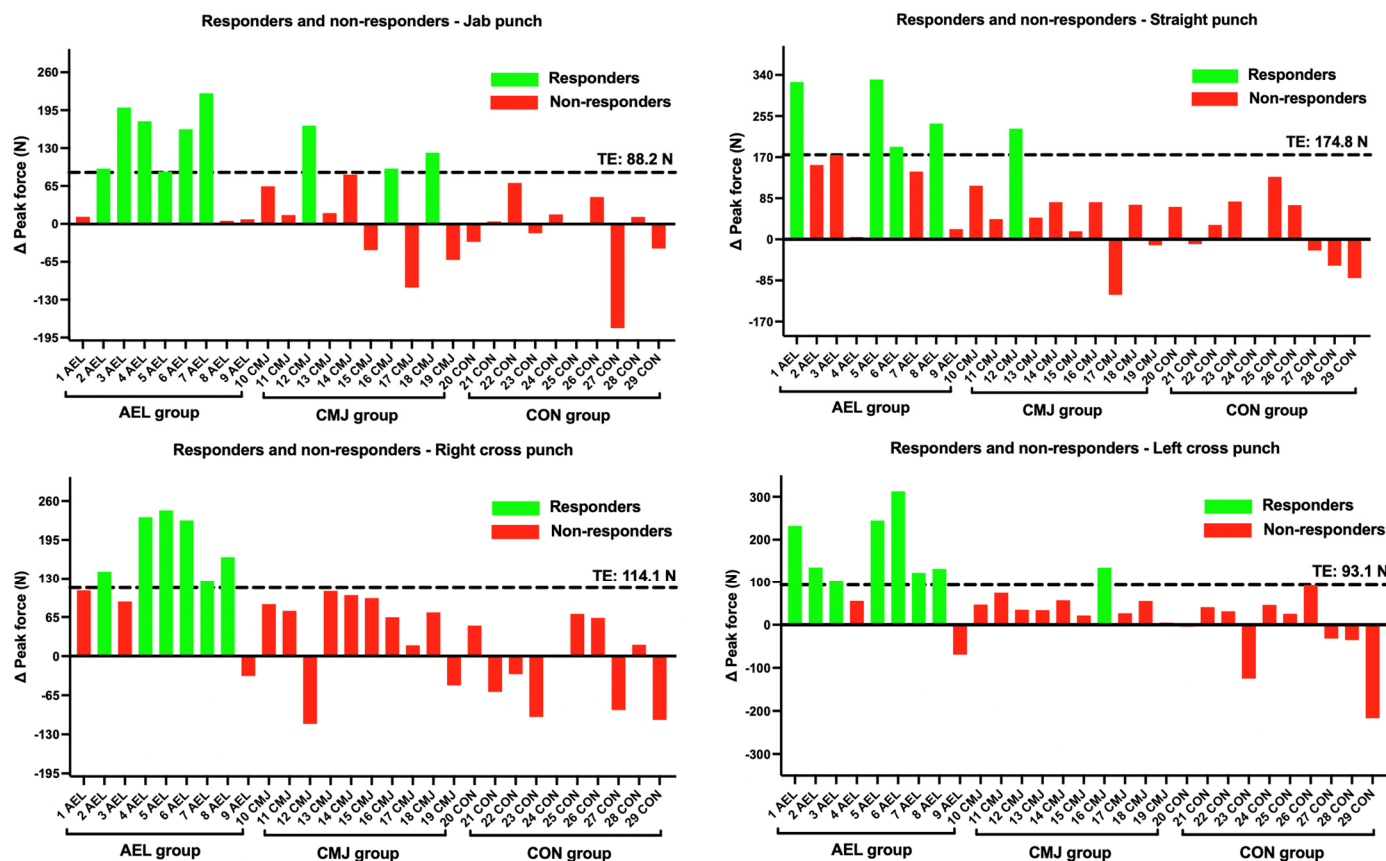 Responders and non-responders - Jab punch
Δ Peak force (N)
260
195
130
65
0
-65
-130
-195
Responders
Non-responders
TE: 88.2 N
1 AEL
2 AEL
3 AEL
4 AEL
5 AEL
6 AEL
7 AEL
8 AEL
9 AEL
10 CMJ
11 CMJ
12 CMJ
13 CMJ
14 CMJ
15 CMJ
16 CMJ
17 CMJ
18 CMJ
19 CMJ
20 CON
21 CON
22 CON
23 CON
24 CON
25 CON
26 CON
27 CON
28 CON
29 CON
AEL group
CMJ group
CON group
Responders and non-responders - Straight punch
Δ Peak force (N)
340
255
170
85
0
-85
-170
Responders
Non-responders
TE: 174.8 N
1 AEL
2 AEL
3 AEL
4 AEL
5 AEL
6 AEL
7 AEL
8 AEL
9 AEL
10 CMJ
11 CMJ
12 CMJ
13 CMJ
14 CMJ
15 CMJ
16 CMJ
17 CMJ
18 CMJ
19 CMJ
20 CON
21 CON
22 CON
23 CON
24 CON
25 CON
26 CON
27 CON
28 CON
29 CON
AEL group
CMJ group
CON group
Responders and non-responders - Right cross punch
Δ Peak force (N)
260
195
130
65
0
-65
-130
-195
Responders
Non-responders
TE: 114.1 N
1 AEL
2 AEL
3 AEL
4 AEL
5 AEL
6 AEL
7 AEL
8 AEL
9 AEL
10 CMJ
11 CMJ
12 CMJ
13 CMJ
14 CMJ
15 CMJ
16 CMJ
17 CMJ
18 CMJ
19 CMJ
20 CON
21 CON
22 CON
23 CON
24 CON
25 CON
26 CON
27 CON
28 CON
29 CON
AEL group
CMJ group
CON group
Responders and non-responders - Left cross punch
Δ Peak force (N)
300
200
100
0
-100
-200
-300
Responders
Non-responders
TE: 93.1 N
1 AEL
2 AEL
3 AEL
4 AEL
5 AEL
6 AEL
7 AEL
8 AEL
9 AEL
10 CMJ
11 CMJ
12 CMJ
13 CMJ
14 CMJ
15 CMJ
16 CMJ
17 CMJ
18 CMJ
19 CMJ
20 CON
21 CON
22 CON
23 CON
24 CON
25 CON
26 CON
27 CON
28 CON
29 CON
AEL group
CMJ group
CON group